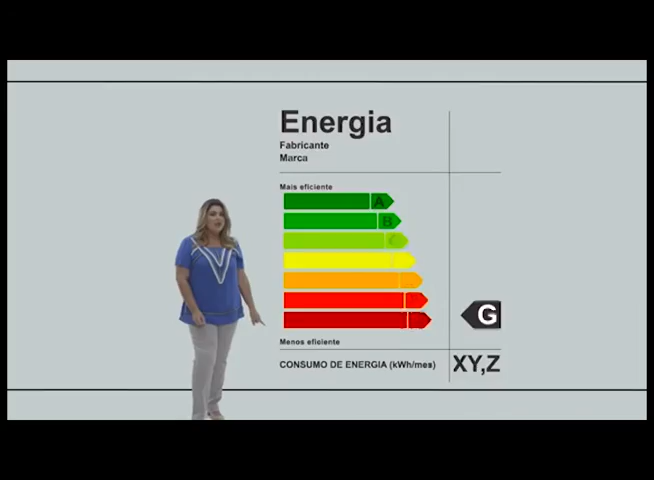 Energia
Fabricante
Marca
Mais eficiente
A
B
G
Menos eficiente
CONSUMO DE ENERGIA (kWh/mes)
XY,Z